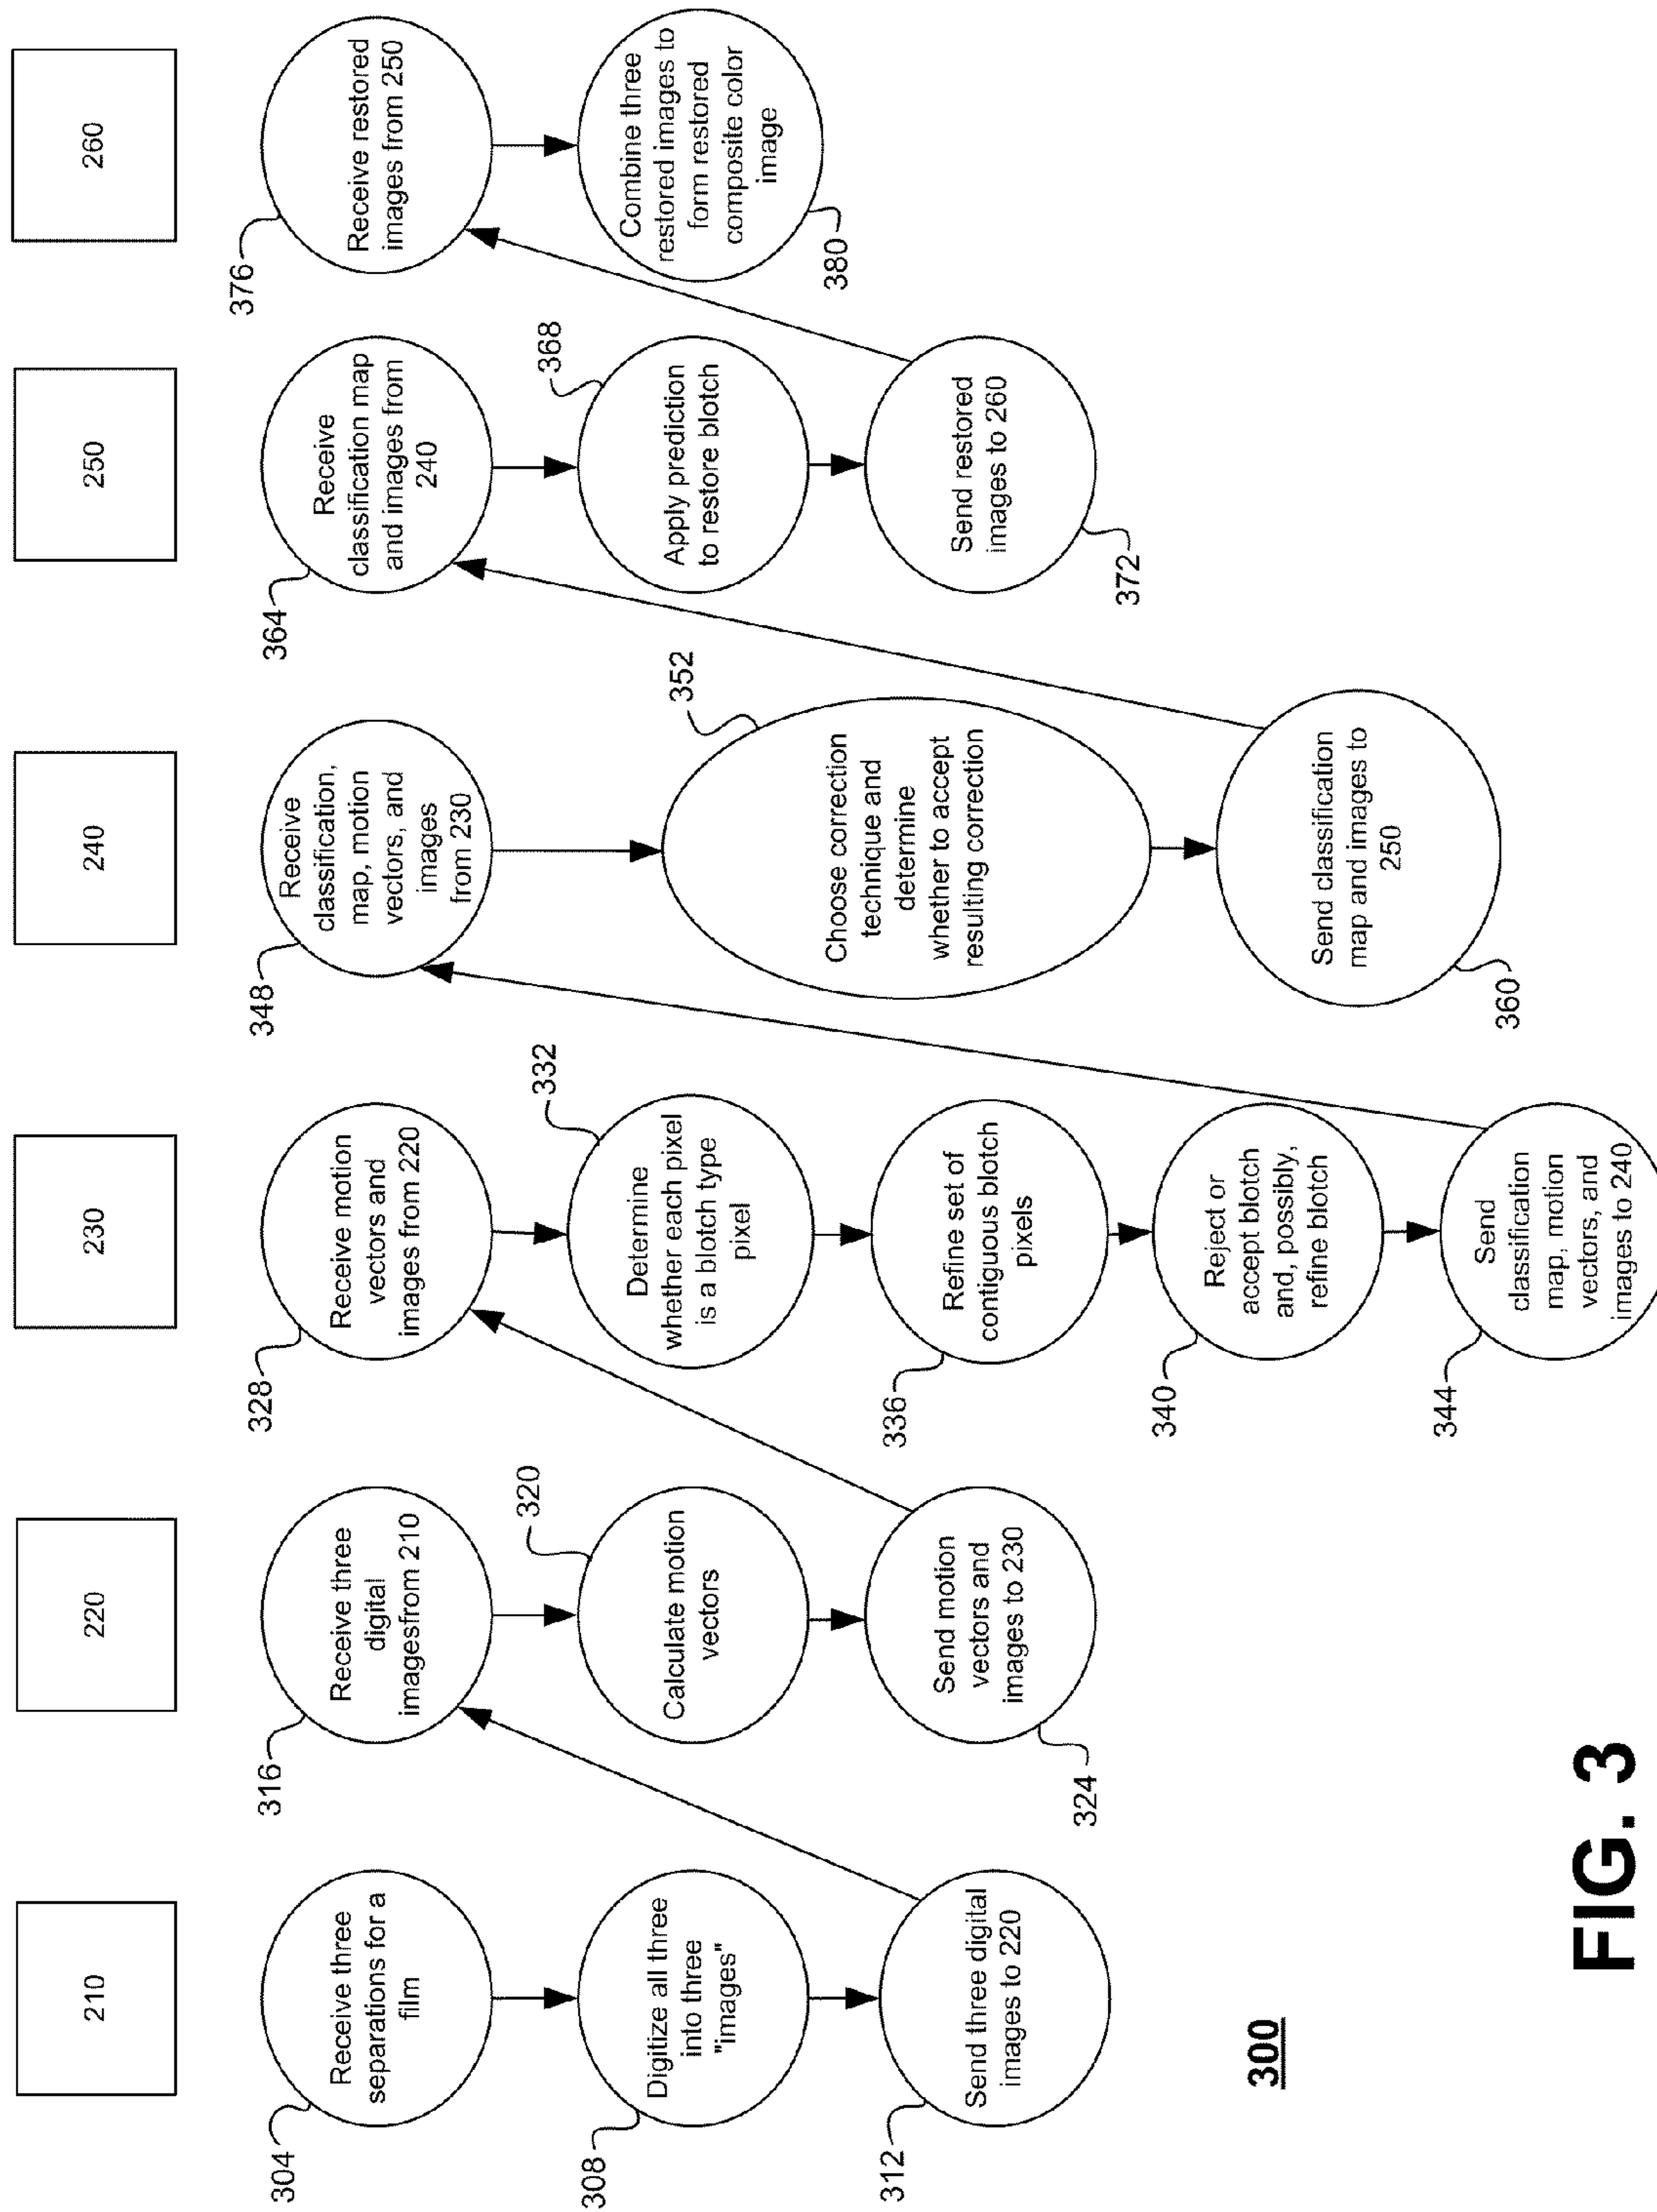 210
304
Receive three
separations for a
film
308
Digitize all three
into three
"images"
312
Send three digital
images to 220
220
316
Receive three
digital
imagesfrom 210
320
Calculate motion
vectors
324
Send motion
vectors and
images to 230
230
328
Receive motion
vectors and
images from 220
332
Determine
whether each pixel
is a blotch type
pixel
336
Refine set of
contiguous blotch
pixels
340
Reject or
accept blotch
and, possibly,
refine blotch
344
Send
classification
map, motion
vectors, and
images to 240
240
348
Receive
classification,
map, motion
vectors, and
images
from 230
352
Choose correction
technique and
determine
whether to accept
resulting correction
360
Send classification
map and images to
250
250
364
Receive
classification map
and images from
240
368
Apply prediction
to restore blotch
372
Send restored
images to 260
260
376
Receive restored
images from 250
380
Combine three
restored images to
form restored
composite color
image
300
FIG. 3